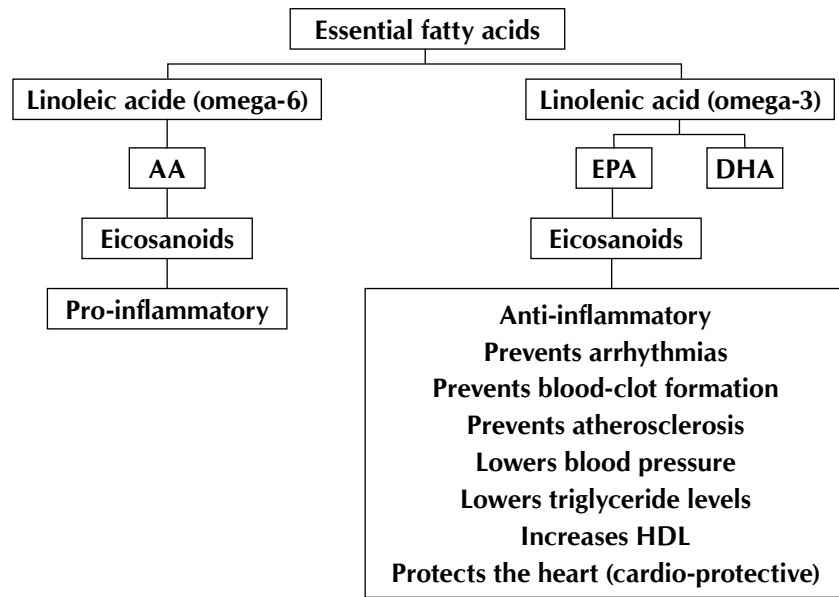 Essential fatty acids
Linoleic acide (omega-6)
Linolenic acid (omega-3)
AA
EPA
DHA
Eicosanoids
Eicosanoids
Pro-inflammatory
Anti-inflammatory
Prevents arrhythmias
Prevents blood-clot formation
Prevents atherosclerosis
Lowers blood pressure
Lowers triglyceride levels
Increases HDL
Protects the heart (cardio-protective)